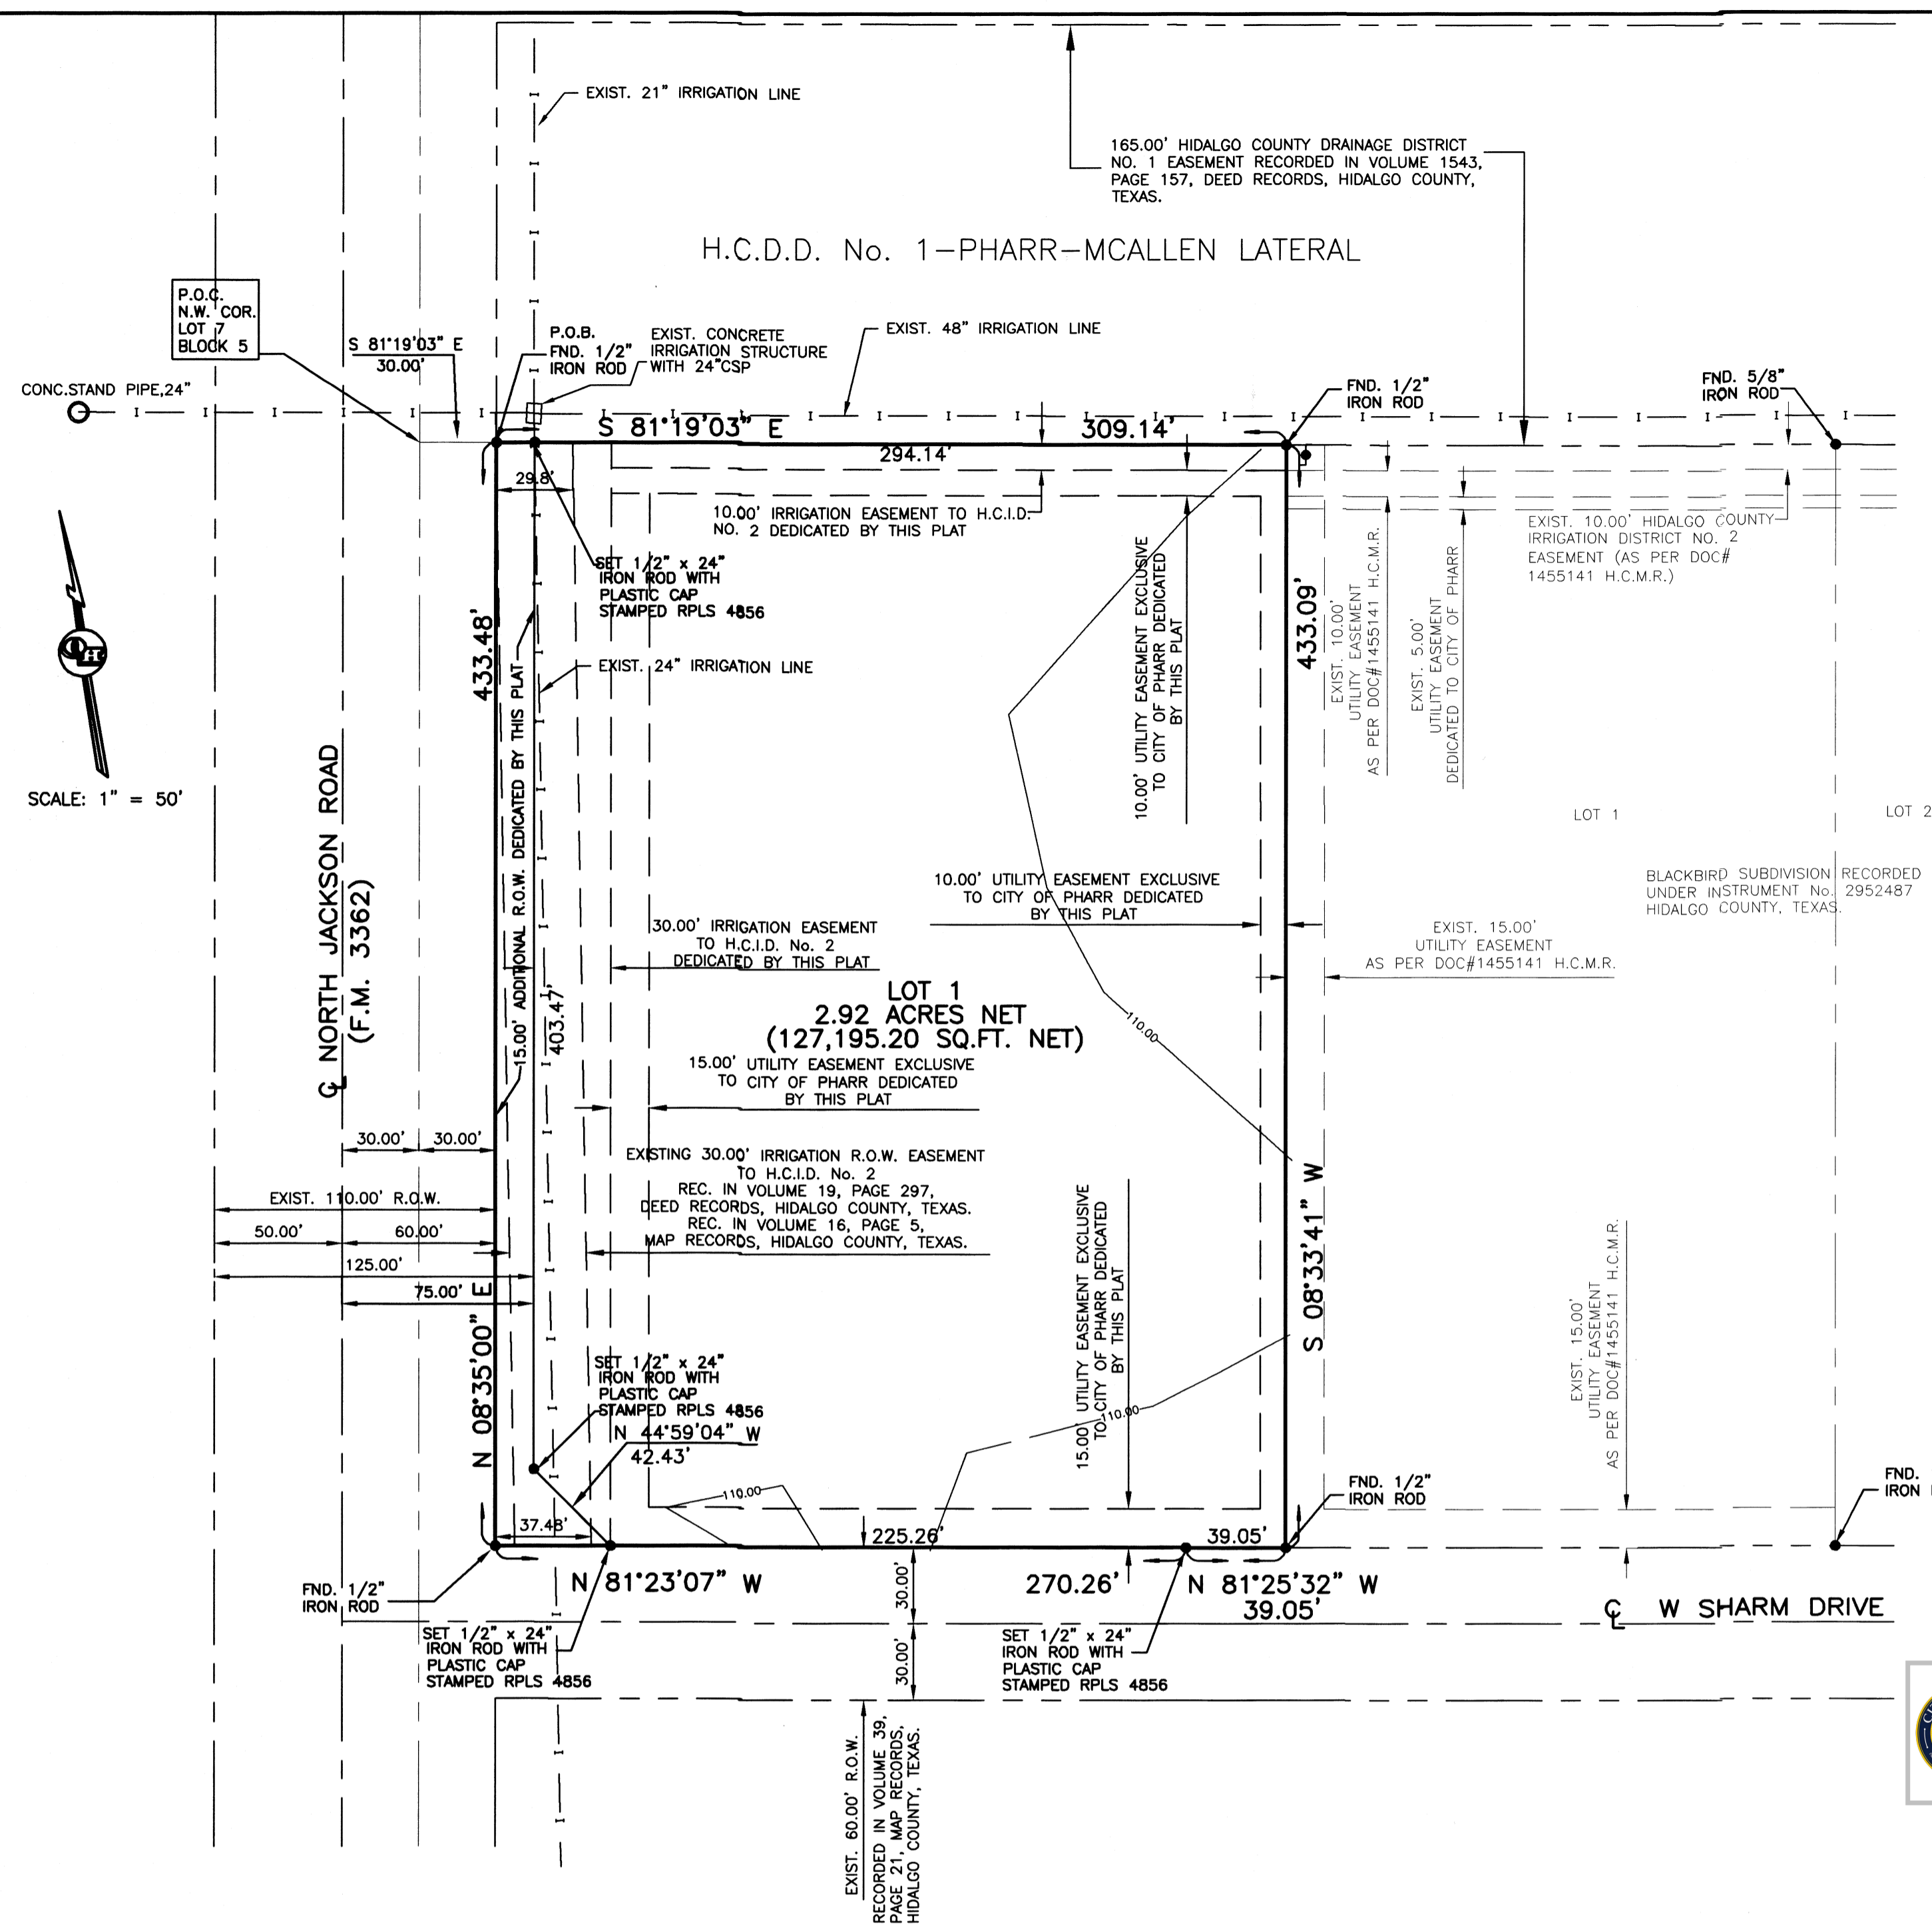 EXIST. 21" IRRIGATION LINE
165.00' HIDALGO COUNTY DRAINAGE DISTRICT
NO. 1 EASEMENT RECORDED IN VOLUME 1543,
PAGE 157, DEED RECORDS, HIDALGO COUNTY,
TEXAS.
H.C.D.D. No. 1-PHARR-MCALLEN LATERAL
P.O.C.
N.W. COR.
LOT 7
BLOCK 5
S 81°19'03" E
30.00'
P.O.B.
FND. 1/2"
IRON ROD
EXIST. CONCRETE
IRRIGATION STRUCTURE
WITH 24"CSP
EXIST. 48" IRRIGATION LINE
CONC.STAND PIPE,24"
FND. 1/2"
IRON ROD
FND. 5/8"
IRON ROD
S 81°19'03" E
309.14'
294.14'
29.8'
10.00' IRRIGATION EASEMENT TO H.C.I.D.
NO. 2 DEDICATED BY THIS PLAT
SET 1/2" x 24"
IRON ROD WITH
PLASTIC CAP
STAMPED RPLS 4856
EXIST. 24" IRRIGATION LINE
433.48'
15.00' ADDITIONAL R.O.W. DEDICATED BY THIS PLAT
403.47'
10.00' UTILITY EASEMENT EXCLUSIVE
TO CITY OF PHARR DEDICATED
BY THIS PLAT
433.09'
EXIST. 10.00'
UTILITY EASEMENT
AS PER DOC#1455141 H.C.M.R.
EXIST. 5.00'
UTILITY EASEMENT
DEDICATED TO CITY OF PHARR
EXIST. 10.00' HIDALGO COUNTY
IRRIGATION DISTRICT NO. 2
EASEMENT (AS PER DOC#
1455141 H.C.M.R.)
SCALE: 1" = 50'
LOT 1
LOT 2
BLACKBIRD SUBDIVISION RECORDED
UNDER INSTRUMENT No. 2952487
HIDALGO COUNTY, TEXAS.
℄ NORTH JACKSON ROAD
(F.M. 3362)
10.00' UTILITY EASEMENT EXCLUSIVE
TO CITY OF PHARR DEDICATED
BY THIS PLAT
30.00' IRRIGATION EASEMENT
TO H.C.I.D. No. 2
DEDICATED BY THIS PLAT
EXIST. 15.00'
UTILITY EASEMENT
AS PER DOC#1455141 H.C.M.R.
LOT 1
2.92 ACRES NET
(127,195.20 SQ.FT. NET)
110.00
15.00' UTILITY EASEMENT EXCLUSIVE
TO CITY OF PHARR DEDICATED
BY THIS PLAT
30.00'
30.00'
EXISTING 30.00' IRRIGATION R.O.W. EASEMENT
TO H.C.I.D. No. 2
REC. IN VOLUME 19, PAGE 297,
DEED RECORDS, HIDALGO COUNTY, TEXAS.
REC. IN VOLUME 16, PAGE 5,
MAP RECORDS, HIDALGO COUNTY, TEXAS.
EXIST. 110.00' R.O.W.
50.00'
60.00'
125.00'
75.00'
N 08°35'00" E
S 08°33'41" W
15.00' UTILITY EASEMENT EXCLUSIVE
TO CITY OF PHARR DEDICATED
BY THIS PLAT
EXIST. 15.00'
UTILITY EASEMENT
AS PER DOC#1455141 H.C.M.R.
SET 1/2" x 24"
IRON ROD WITH
PLASTIC CAP
STAMPED RPLS 4856
N 44°59'04" W
42.43'
110.00
110.00
FND. 1/2"
IRON ROD
FND.
IRON
37.48'
225.26'
39.05'
N 81°23'07" W
270.26'
N 81°25'32" W
39.05'
FND. 1/2"
IRON ROD
SET 1/2" x 24"
IRON ROD WITH
PLASTIC CAP
STAMPED RPLS 4856
30.00'
30.00'
SET 1/2" x 24"
IRON ROD WITH
PLASTIC CAP
STAMPED RPLS 4856
℄ W SHARM DRIVE
EXIST. 60.00' R.O.W.
RECORDED IN VOLUME 39,
PAGE 21, MAP RECORDS,
HIDALGO COUNTY, TEXAS.